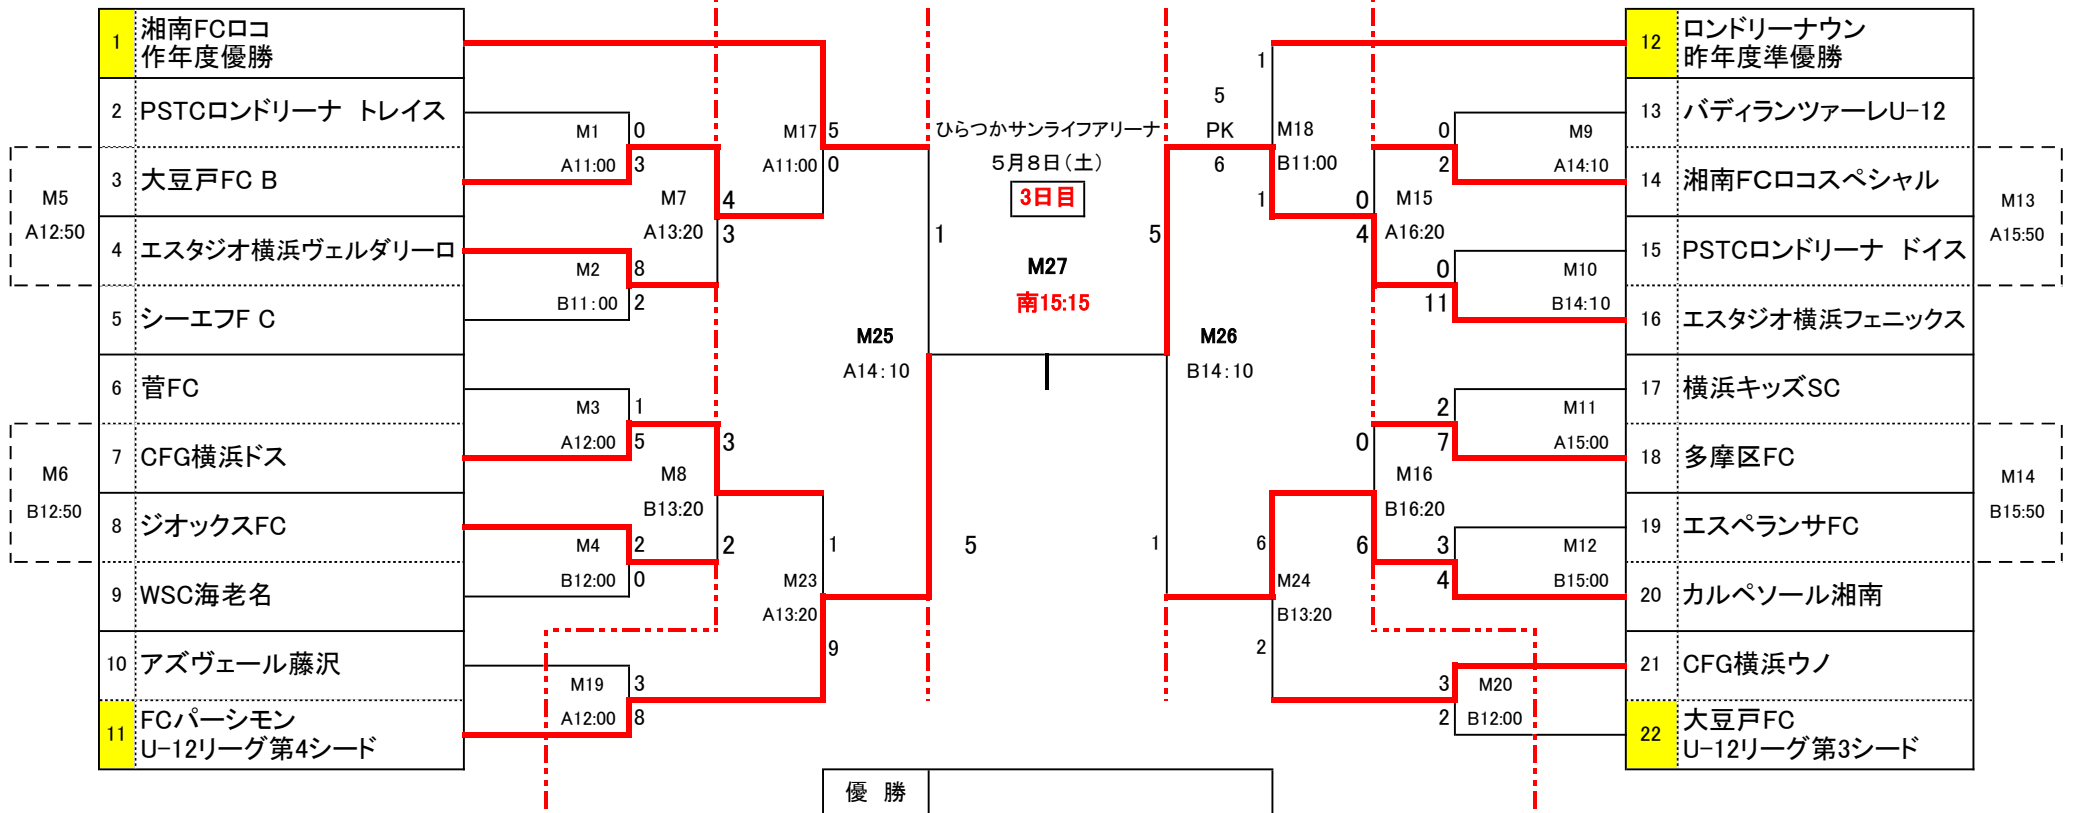 1
湘南FCロコ
作年度優勝
2
PSTCロンドリーナ トレイス
3
大豆戸FC B
4
エスタジオ横浜ヴェルダリーロ
5
シーエフF C
6
菅FC
7
CFG横浜ドス
8
ジオックスFC
9
WSC海老名
10
アズヴェール藤沢
11
FCパーシモン
U-12リーグ第4シード
M5
A12:50
M6
B12:50
M1
0
A11:00
3
M2
8
B11:00
2
M3
1
A12:00
5
M4
2
B12:00
0
M19
3
A12:00
8
M7
4
A13:20
3
M8
3
B13:20
2
M17
5
A11:00
0
M23
1
A13:20
9
1
M25
A14:10
5
ひらつかサンライフアリーナ
5月8日(土)
3日目
M27
南15:15
5
PK
6
5
M26
B14:10
1
1
M18
B11:00
1
6
M24
B13:20
2
0
M15
4
A16:20
0
M16
B16:20
6
0
M9
2
A14:10
0
M10
11
B14:10
2
M11
7
A15:00
3
M12
4
B15:00
3
M20
2
B12:00
12
ロンドリーナウン
昨年度準優勝
13
バディランツァーレU-12
14
湘南FCロコスペシャル
15
PSTCロンドリーナ ドイス
16
エスタジオ横浜フェニックス
17
横浜キッズSC
18
多摩区FC
19
エスペランサFC
20
カルペソール湘南
21
CFG横浜ウノ
22
大豆戸FC
U-12リーグ第3シード
M13
A15:50
M14
B15:50
優 勝